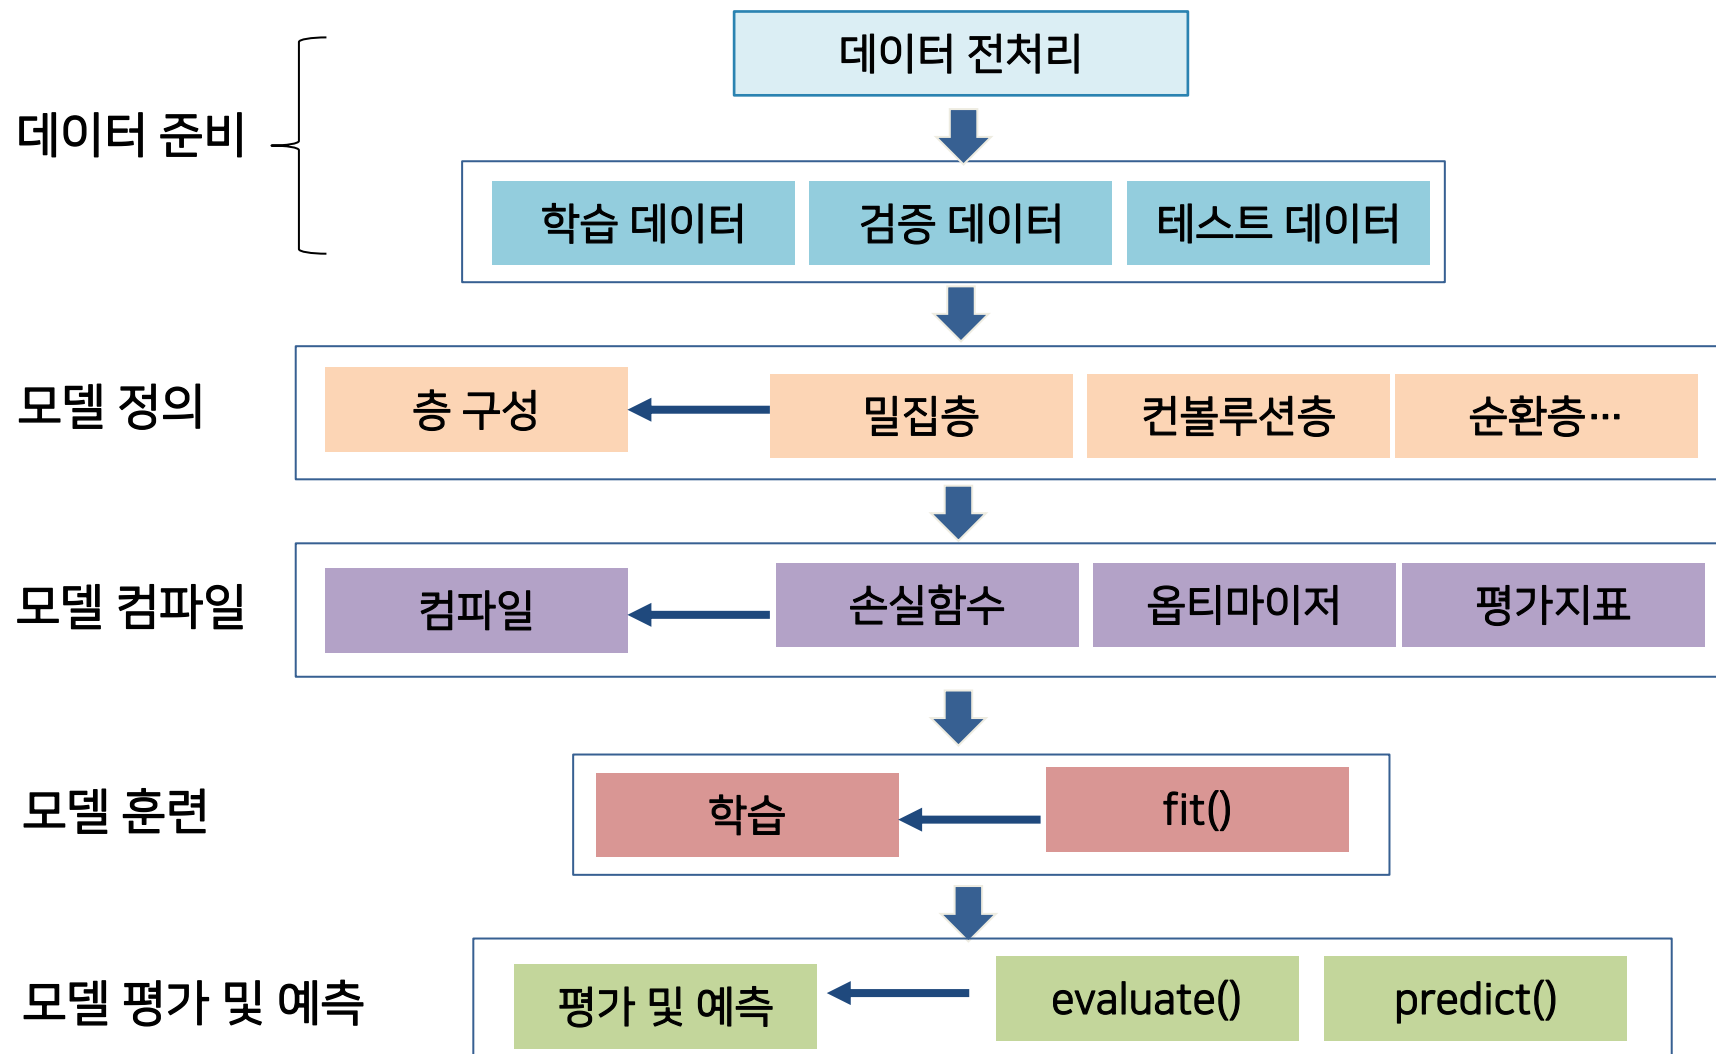 데이터 전처리
데이터 준비
학습 데이터 검증 데이터 테스트 데이터
모델 정의
층 구성 밀집층 컨볼루션층 순환층…
모델 컴파일
컴파일 손실함수 옵티마이저 평가지표
모델 훈련
학습 fit()
모델 평가 및 예측
평가 및 예측 evaluate() predict()